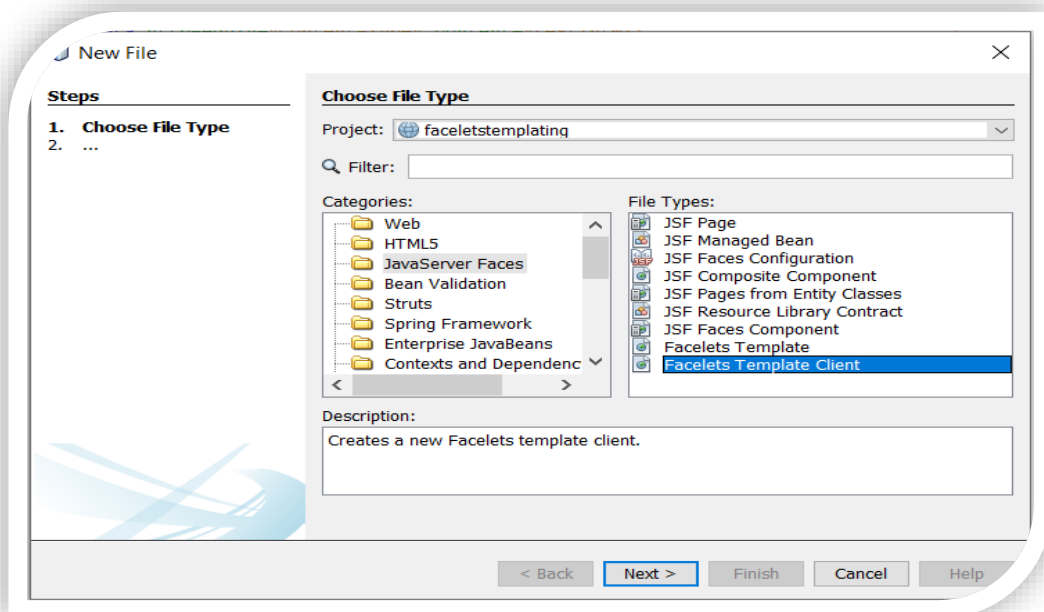 New File
Steps
1. Choose File Type
2. ...
Choose File Type
Project: faceletstemplating
Filter:
Categories:
Web
HTML5
JavaServer Faces
Bean Validation
Struts
Spring Framework
Enterprise JavaBeans
Contexts and Dependenc
File Types:
JSF Page
JSF Managed Bean
JSF Faces Configuration
JSF Composite Component
JSF Pages from Entity Classes
JSF Resource Library Contract
JSF Faces Component
Facelets Template
Facelets Template Client
Description:
Creates a new Facelets template client.
< Back Next > Finish Cancel Help